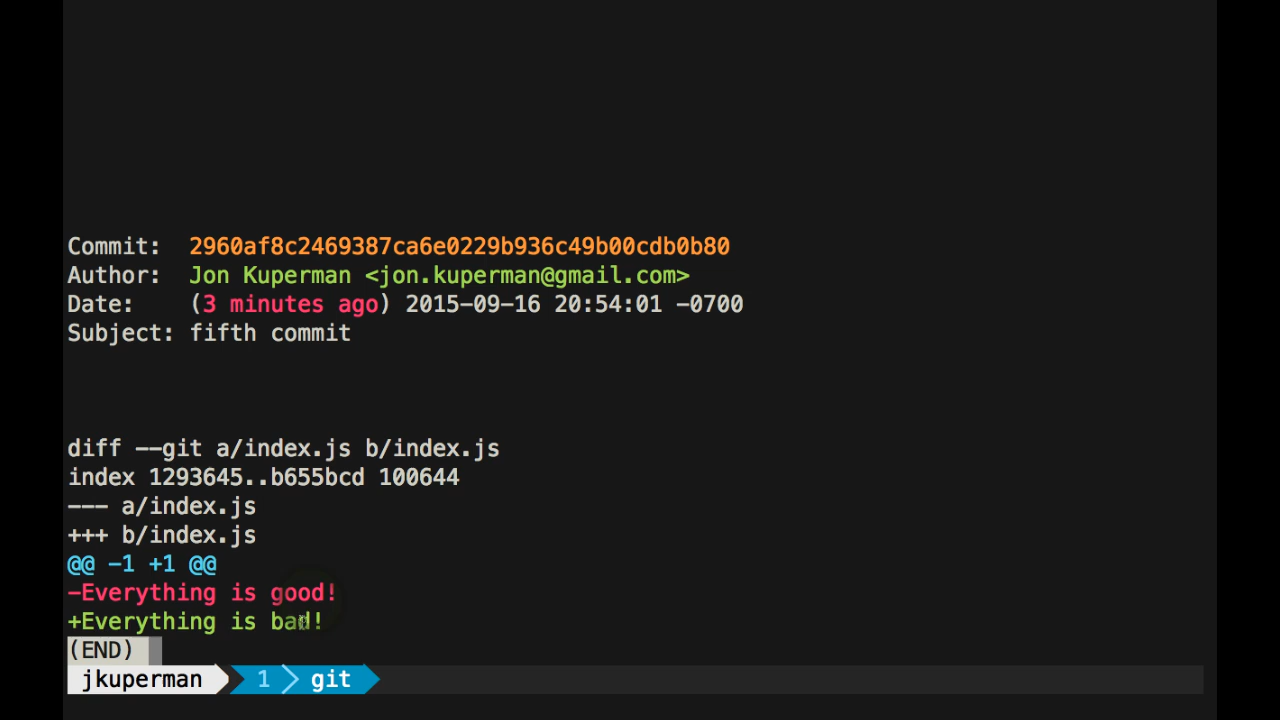 Commit: 2960af8c2469387ca6e0229b936c49b00cdb0b80
Author: Jon Kuperman <jon.kuperman@gmail.com>
Date: (3 minutes ago) 2015-09-16 20:54:01 -0700
Subject: fifth commit
diff --git a/index.js b/index.js
index 1293645..b655bcd 100644
--- a/index.js
+++ b/index.js
@@ -1 +1 @@
-Everything is good!
+Everything is bad!
(END)
jkuperman 1 git